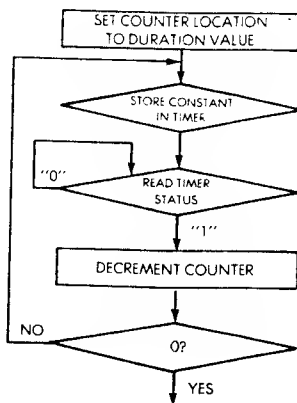 SET COUNTER LOCATION
TO DURATION VALUE
STORE CONSTANT
IN TIMER
"0"
READ TIMER
STATUS
"1"
DECREMENT COUNTER
NO
0?
YES